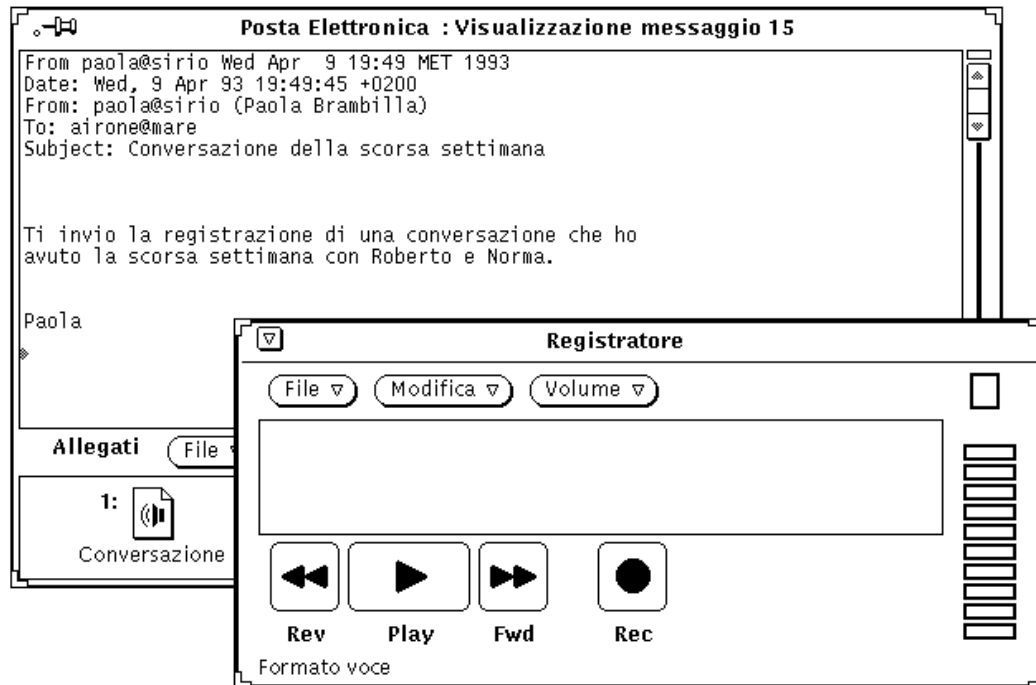 Posta Elettronica : Visualizzazione messaggio 15
From paola@sirio Wed Apr  9 19:49 MET 1993
Date: Wed, 9 Apr 93 19:49:45 +0200
From: paola@sirio (Paola Brambilla)
To: airone@mare
Subject: Conversazione della scorsa settimana
Ti invio la registrazione di una conversazione che ho
avuto la scorsa settimana con Roberto e Norma.
Paola
Allegati File
1:
Conversazione
Registratore
File Modifica Volume
Rev Play Fwd Rec
Formato voce